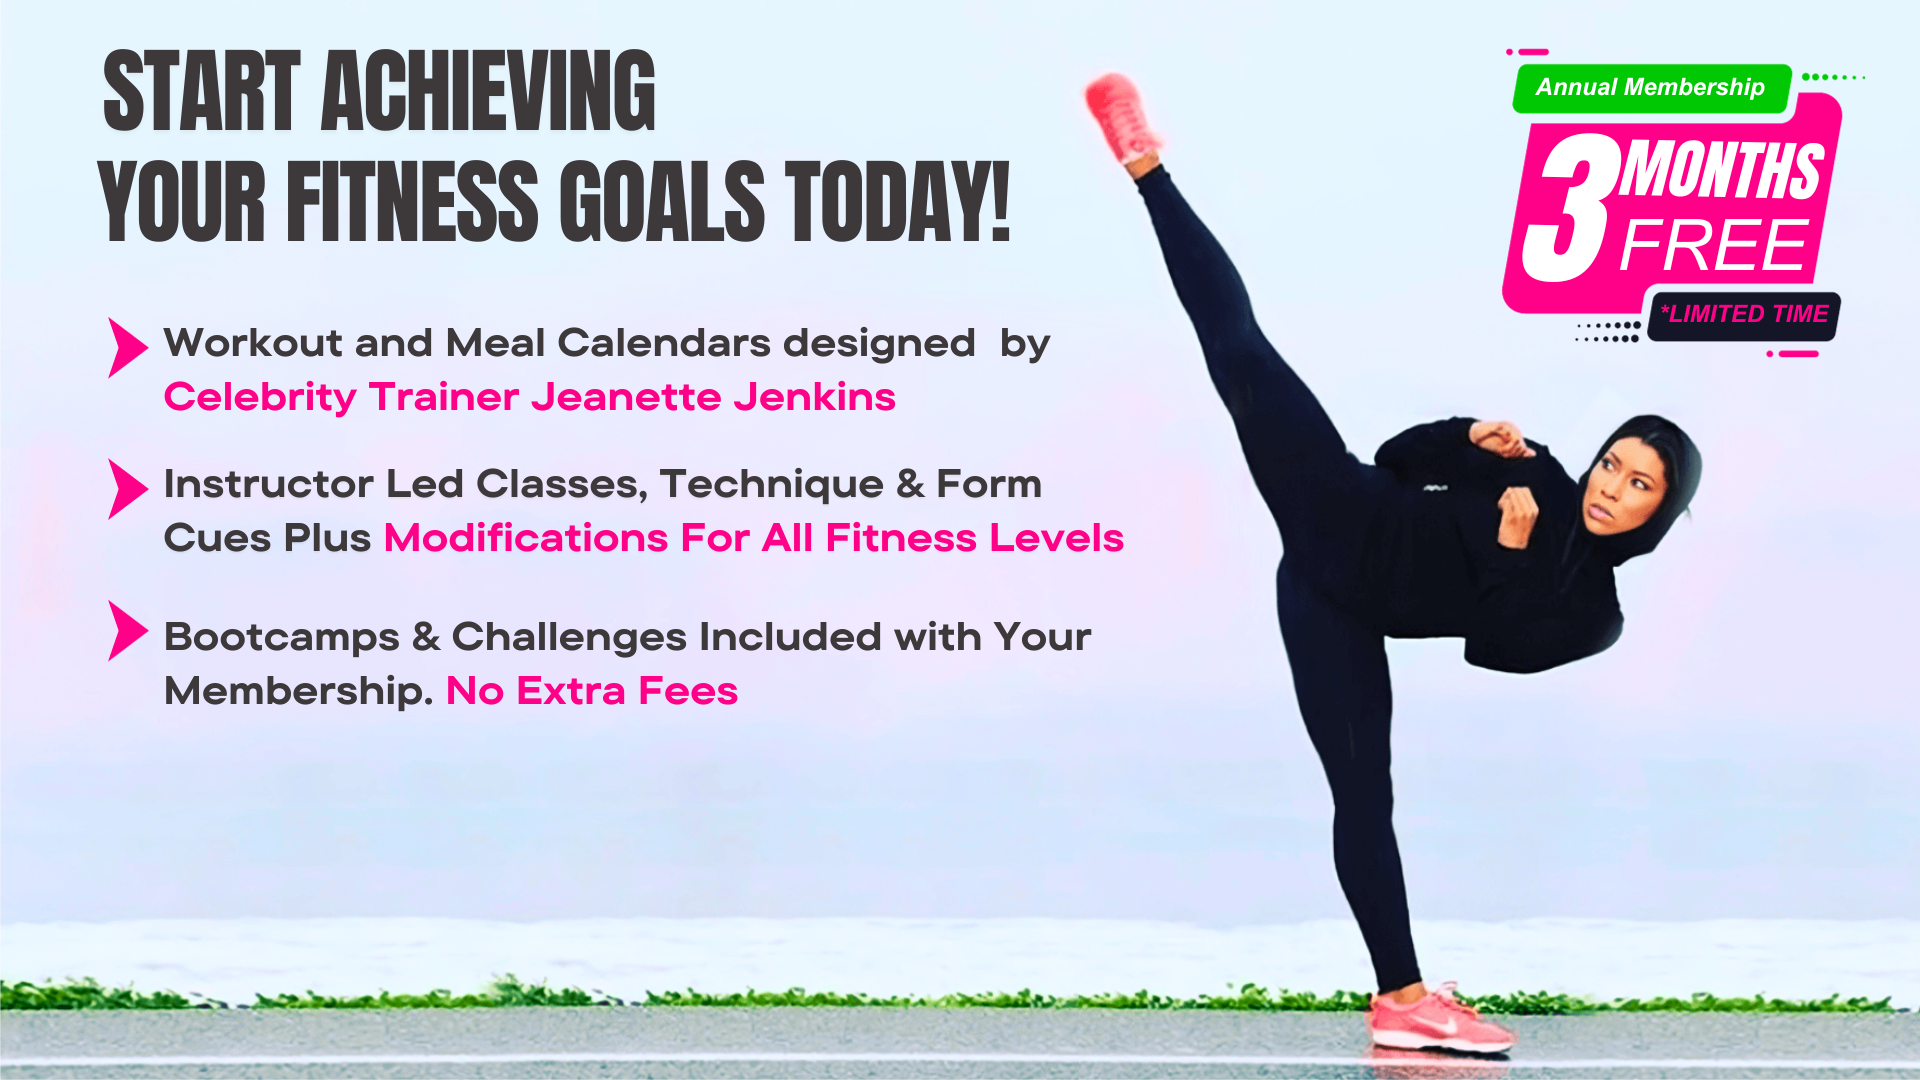 START ACHIEVING
YOUR FITNESS GOALS TODAY!
Workout and Meal Calendars designed by
Celebrity Trainer Jeanette Jenkins
Instructor Led Classes, Technique & Form
Cues Plus Modifications For All Fitness Levels
Bootcamps & Challenges Included with Your
Membership. No Extra Fees
Annual Membership
3 MONTHS
FREE
*LIMITED TIME